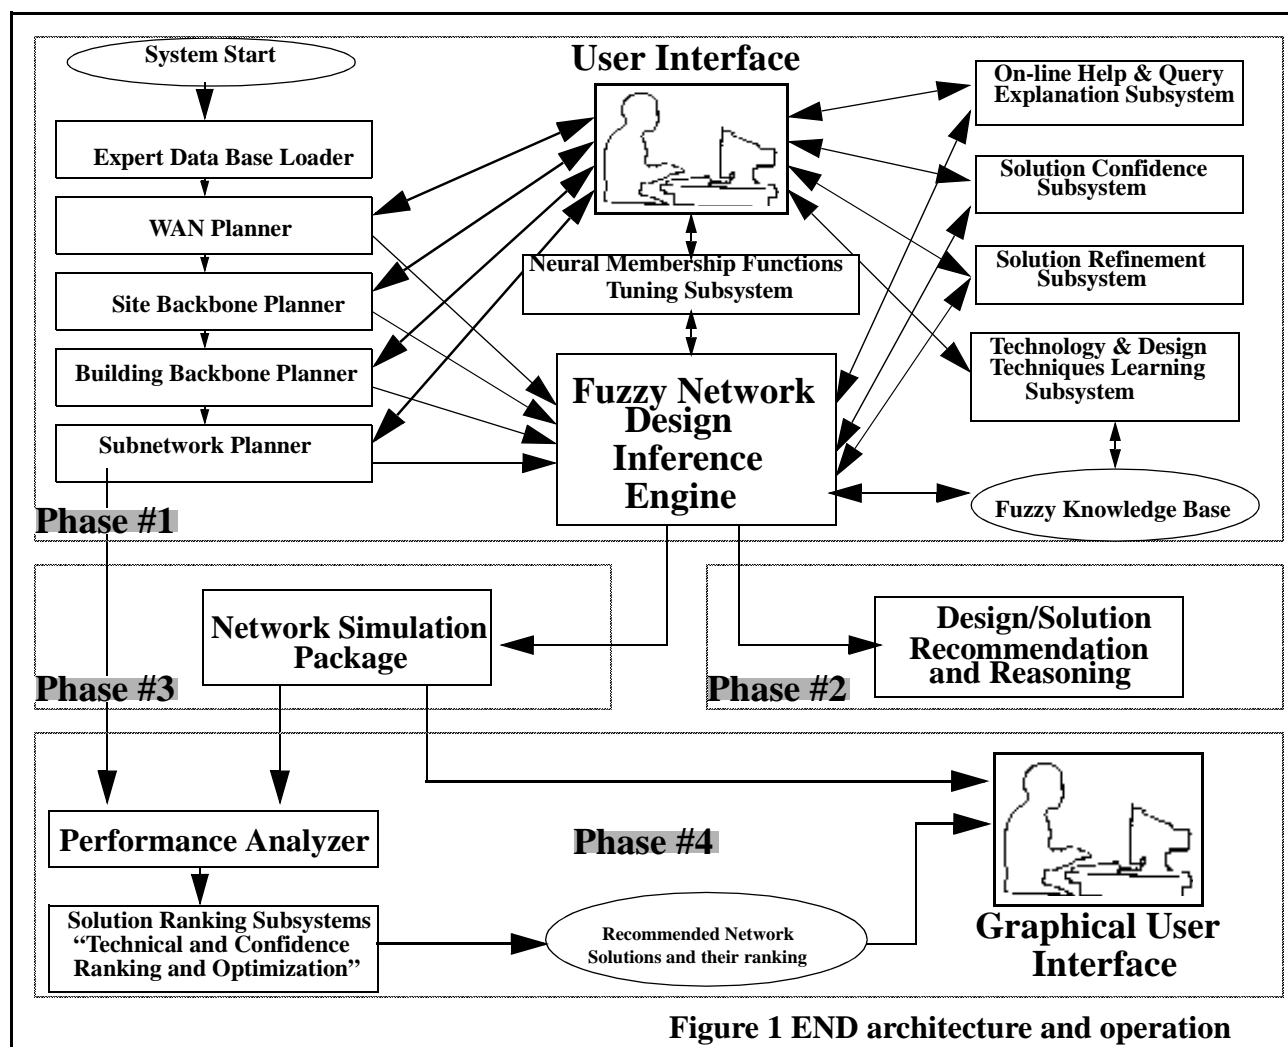 System Start
User Interface
On-line Help & Query
Explanation Subsystem
Expert Data Base Loader
Solution Confidence
Subsystem
WAN Planner
Neural Membership Functions
Tuning Subsystem
Solution Refinement
Subsystem
Site Backbone Planner
Building Backbone Planner
Technology & Design
Techniques Learning
Subsystem
Fuzzy Network
Design
Inference
Engine
Subnetwork Planner
Fuzzy Knowledge Base
Phase #1
Network Simulation
Package
Phase #3
Design/Solution
Recommendation
and Reasoning
Phase #2
Performance Analyzer
Phase #4
Solution Ranking Subsystems
“Technical and Confidence
Ranking and Optimization”
Recommended Network
Solutions and their ranking
Graphical User
Interface
Figure 1 END architecture and operation